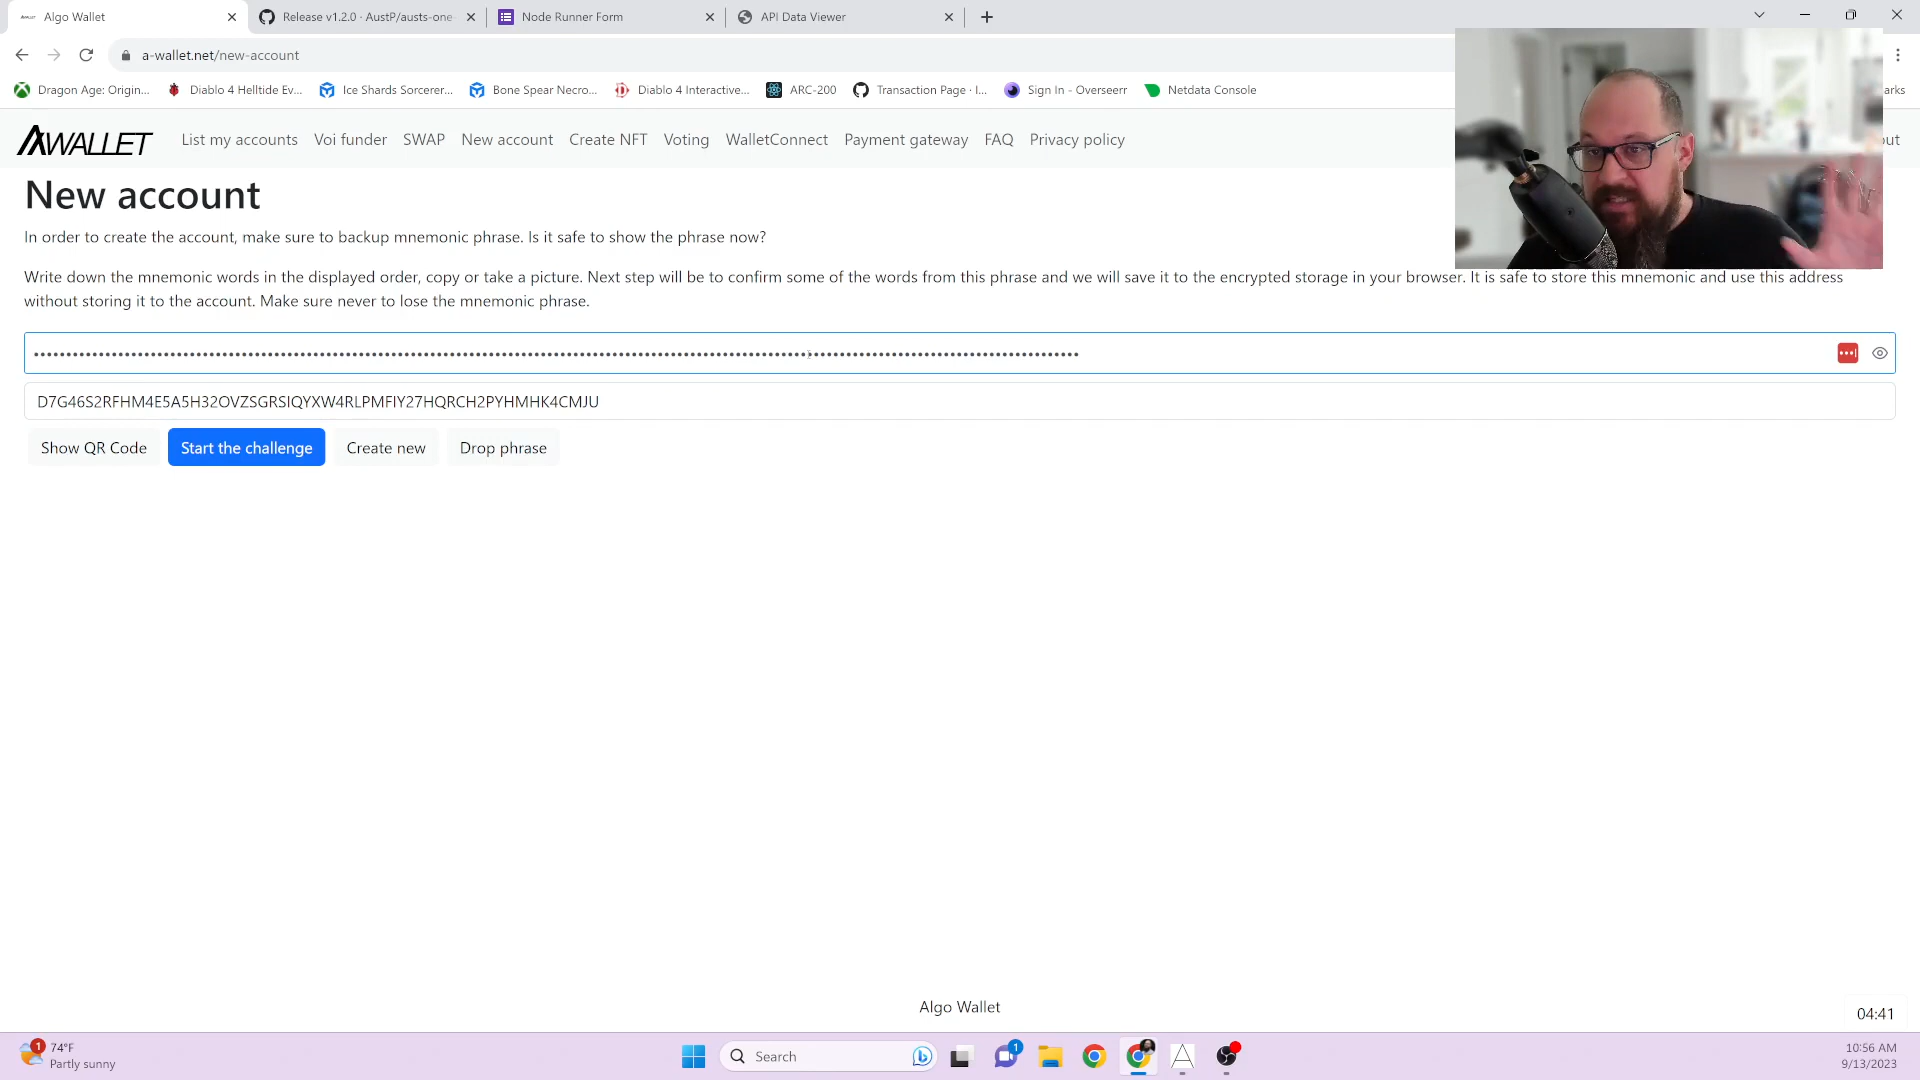 Algo Wallet
Release v1.2.0 · AustP/austs-one-
Node Runner Form
API Data Viewer
a-wallet.net/new-account
Dragon Age: Origin...
Diablo 4 Helltide Ev...
Ice Shards Sorcerer...
Bone Spear Necro...
Diablo 4 Interactive...
ARC-200
Transaction Page · I...
Sign In - Overseerr
Netdata Console
arks
AWALLET
List my accounts
Voi funder
SWAP
New account
Create NFT
Voting
WalletConnect
Payment gateway
FAQ
Privacy policy
out
New account
In order to create the account, make sure to backup mnemonic phrase. Is it safe to show the phrase now?
Write down the mnemonic words in the displayed order, copy or take a picture. Next step will be to confirm some of the words from this phrase and we will save it to the encrypted storage in your browser. It is safe to store this mnemonic and use this address
without storing it to the account. Make sure never to lose the mnemonic phrase.
D7G46S2RFHM4E5A5H32OVZSGRSIQYXW4RLPMFIY27HQRCH2PYHMHK4CMJU
Show QR Code
Start the challenge
Create new
Drop phrase
Algo Wallet
04:41
1
74°F
Partly sunny
Search
1
10:56 AM
9/13/2023